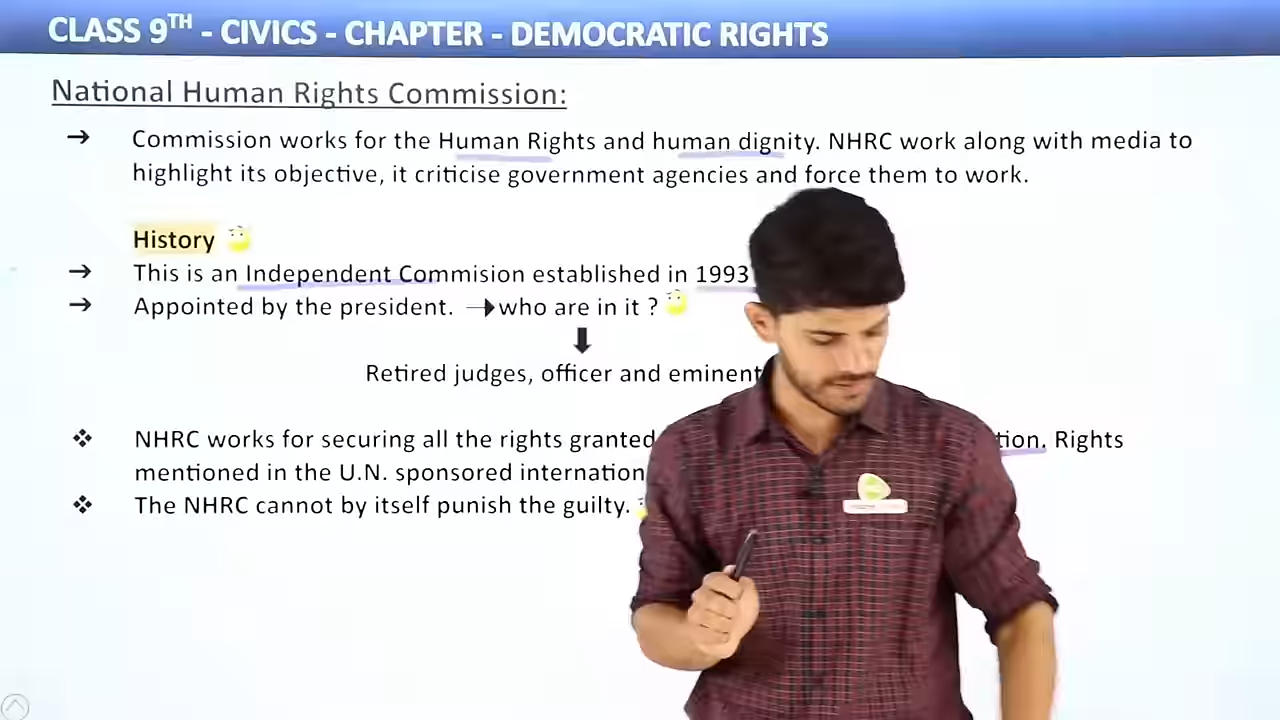 CLASS 9TH - CIVICS - CHAPTER - DEMOCRATIC RIGHTS
National Human Rights Commission:
→ Commission works for the Human Rights and human dignity. NHRC work along with media to
highlight its objective, it criticise government agencies and force them to work.
History
→ This is an Independent Commision established in 1993
→ Appointed by the president. →who are in it ?
Retired judges, officer and eminent
❖ NHRC works for securing all the rights granted tion. Rights
mentioned in the U.N. sponsored internation
❖ The NHRC cannot by itself punish the guilty.